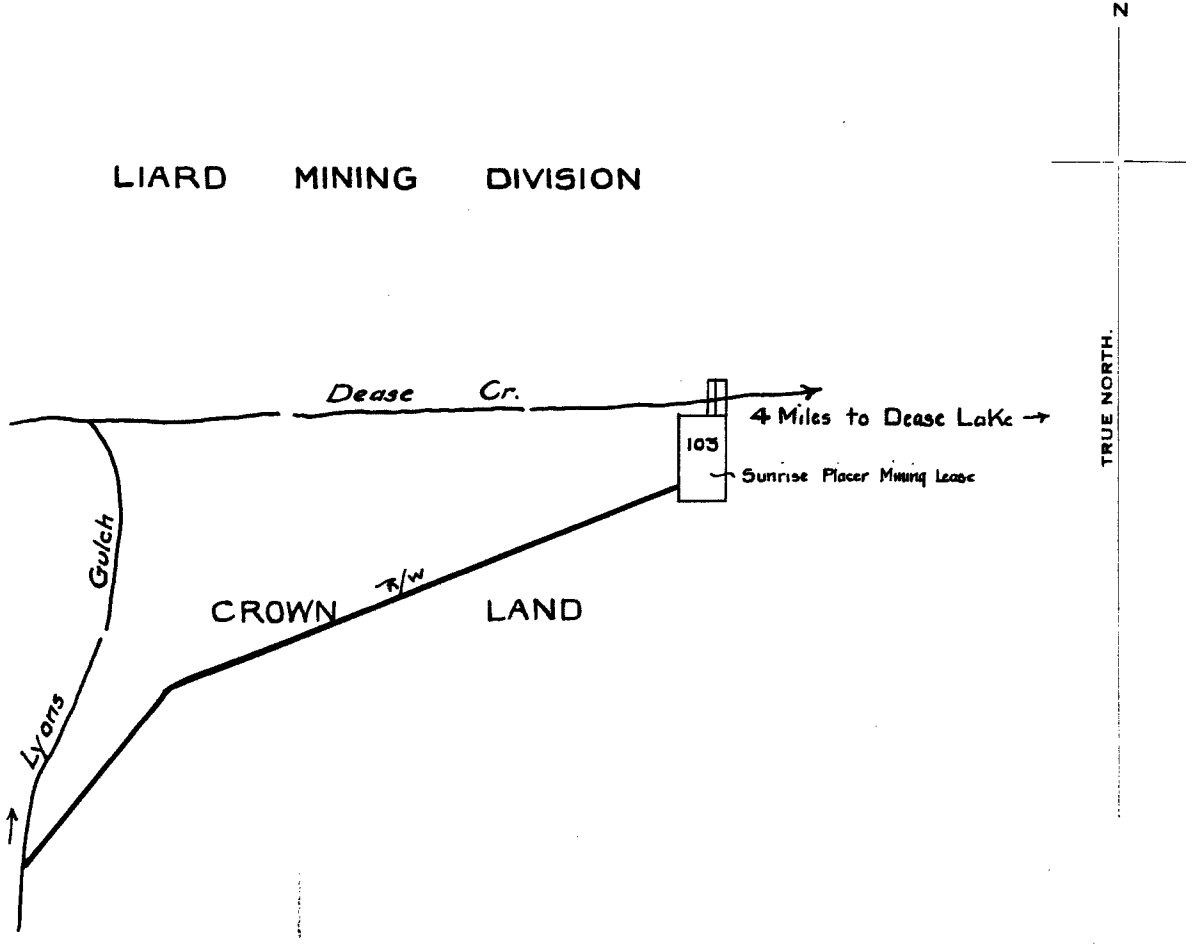 N
LIARD MINING DIVISION
TRUE NORTH.
Dease Cr.
4 Miles to Dease Lake →
103
Sunrise Placer Mining Lease
Gulch
R/W
CROWN LAND
Lyons